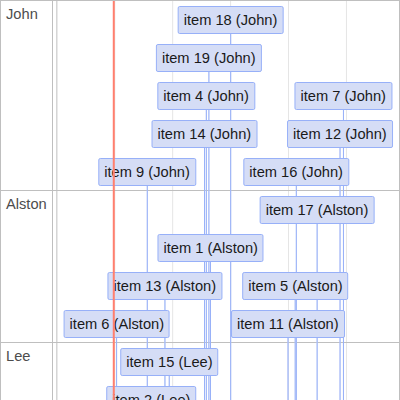 John
item 18 (John)
item 19 (John)
item 4 (John)
item 7 (John)
item 14 (John)
item 12 (John)
item 9 (John)
item 16 (John)
Alston
item 17 (Alston)
item 1 (Alston)
item 13 (Alston)
item 5 (Alston)
item 6 (Alston)
item 11 (Alston)
Lee
item 15 (Lee)
item 2 (Lee)